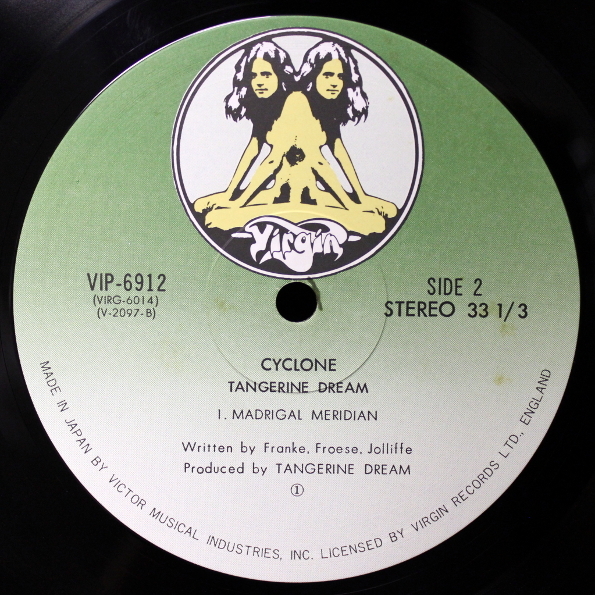 Virgin
VIP-6912
(VIRG-6014)
(V-2097-B)
SIDE 2
STEREO 33 1/3
CYCLONE
TANGERINE DREAM
1. MADRIGAL MERIDIAN
Written by Franke, Froese, Jolliffe
Produced by TANGERINE DREAM
①
MADE IN JAPAN BY VICTOR MUSICAL INDUSTRIES, INC. LICENSED BY VIRGIN RECORDS LTD., ENGLAND